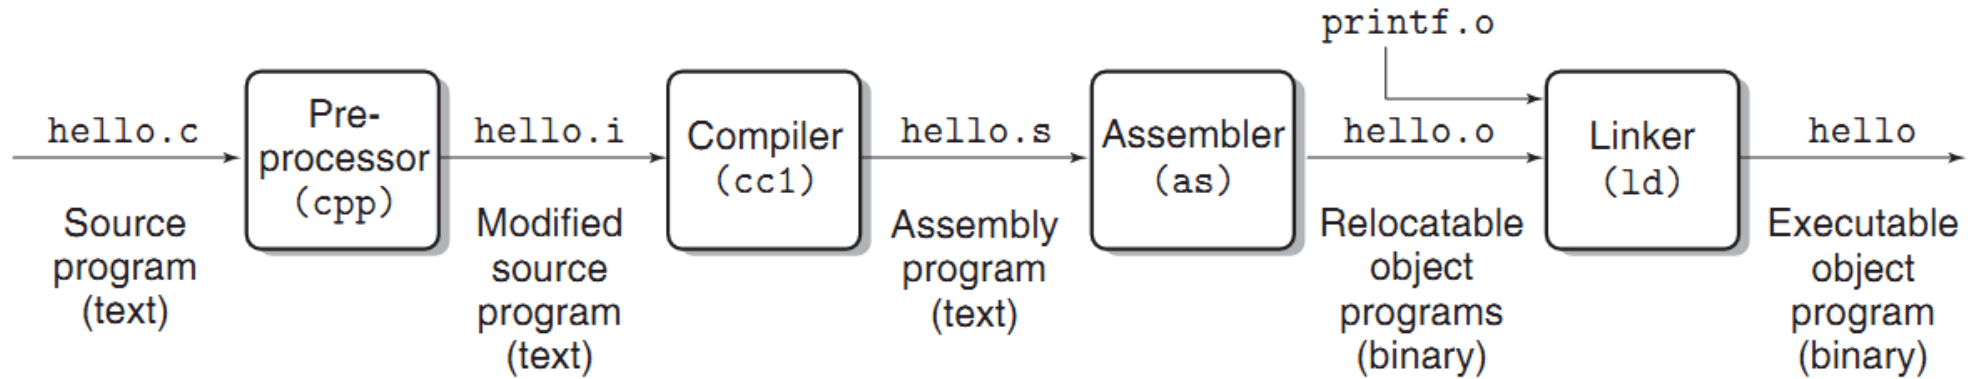 printf.o
hello.c
Pre-
processor
(cpp)
hello.i
Compiler
(cc1)
hello.s
Assembler
(as)
hello.o
Linker
(ld)
hello
Source
program
(text)
Modified
source
program
(text)
Assembly
program
(text)
Relocatable
object
programs
(binary)
Executable
object
program
(binary)